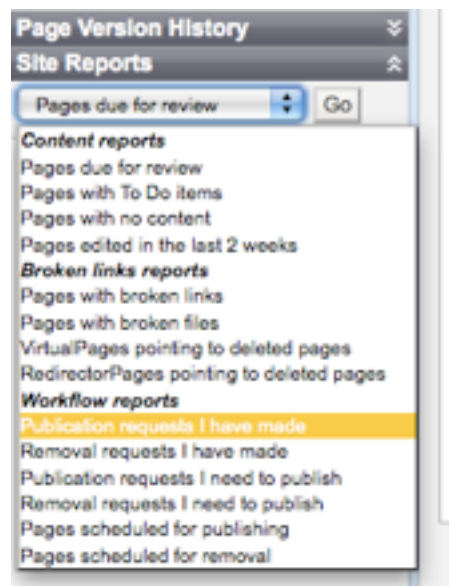 Page Version History
Site Reports
Pages due for review
Go
Content reports
Pages due for review
Pages with To Do items
Pages with no content
Pages edited in the last 2 weeks
Broken links reports
Pages with broken links
Pages with broken files
VirtualPages pointing to deleted pages
RedirectorPages pointing to deleted pages
Workflow reports
Publication requests I have made
Removal requests I have made
Publication requests I need to publish
Removal requests I need to publish
Pages scheduled for publishing
Pages scheduled for removal